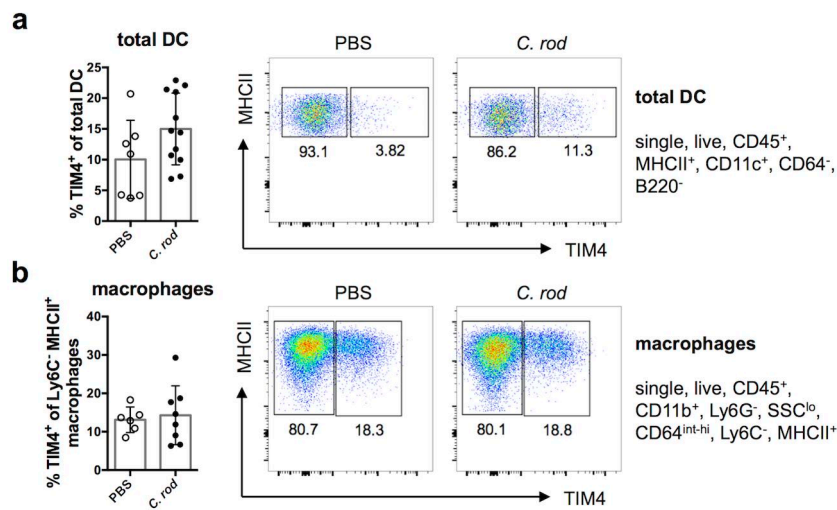 a
total DC
% TIM4⁺ of total DC
25
20
15
10
5
0
PBS
C. rod
PBS
C. rod
MHCII
93.1
3.82
86.2
11.3
TIM4
total DC
single, live, CD45⁺,
MHCII⁺, CD11c⁺, CD64⁻,
B220⁻
b
macrophages
% TIM4⁺ of Ly6C⁻ MHCII⁺
macrophages
40
30
20
10
0
PBS
C. rod
PBS
C. rod
MHCII
80.7
18.3
80.1
18.8
TIM4
macrophages
single, live, CD45⁺,
CD11b⁺, Ly6G⁻, SSCˡᵒ,
CD64ⁱⁿᵗ⁻ʰⁱ, Ly6C⁻, MHCII⁺